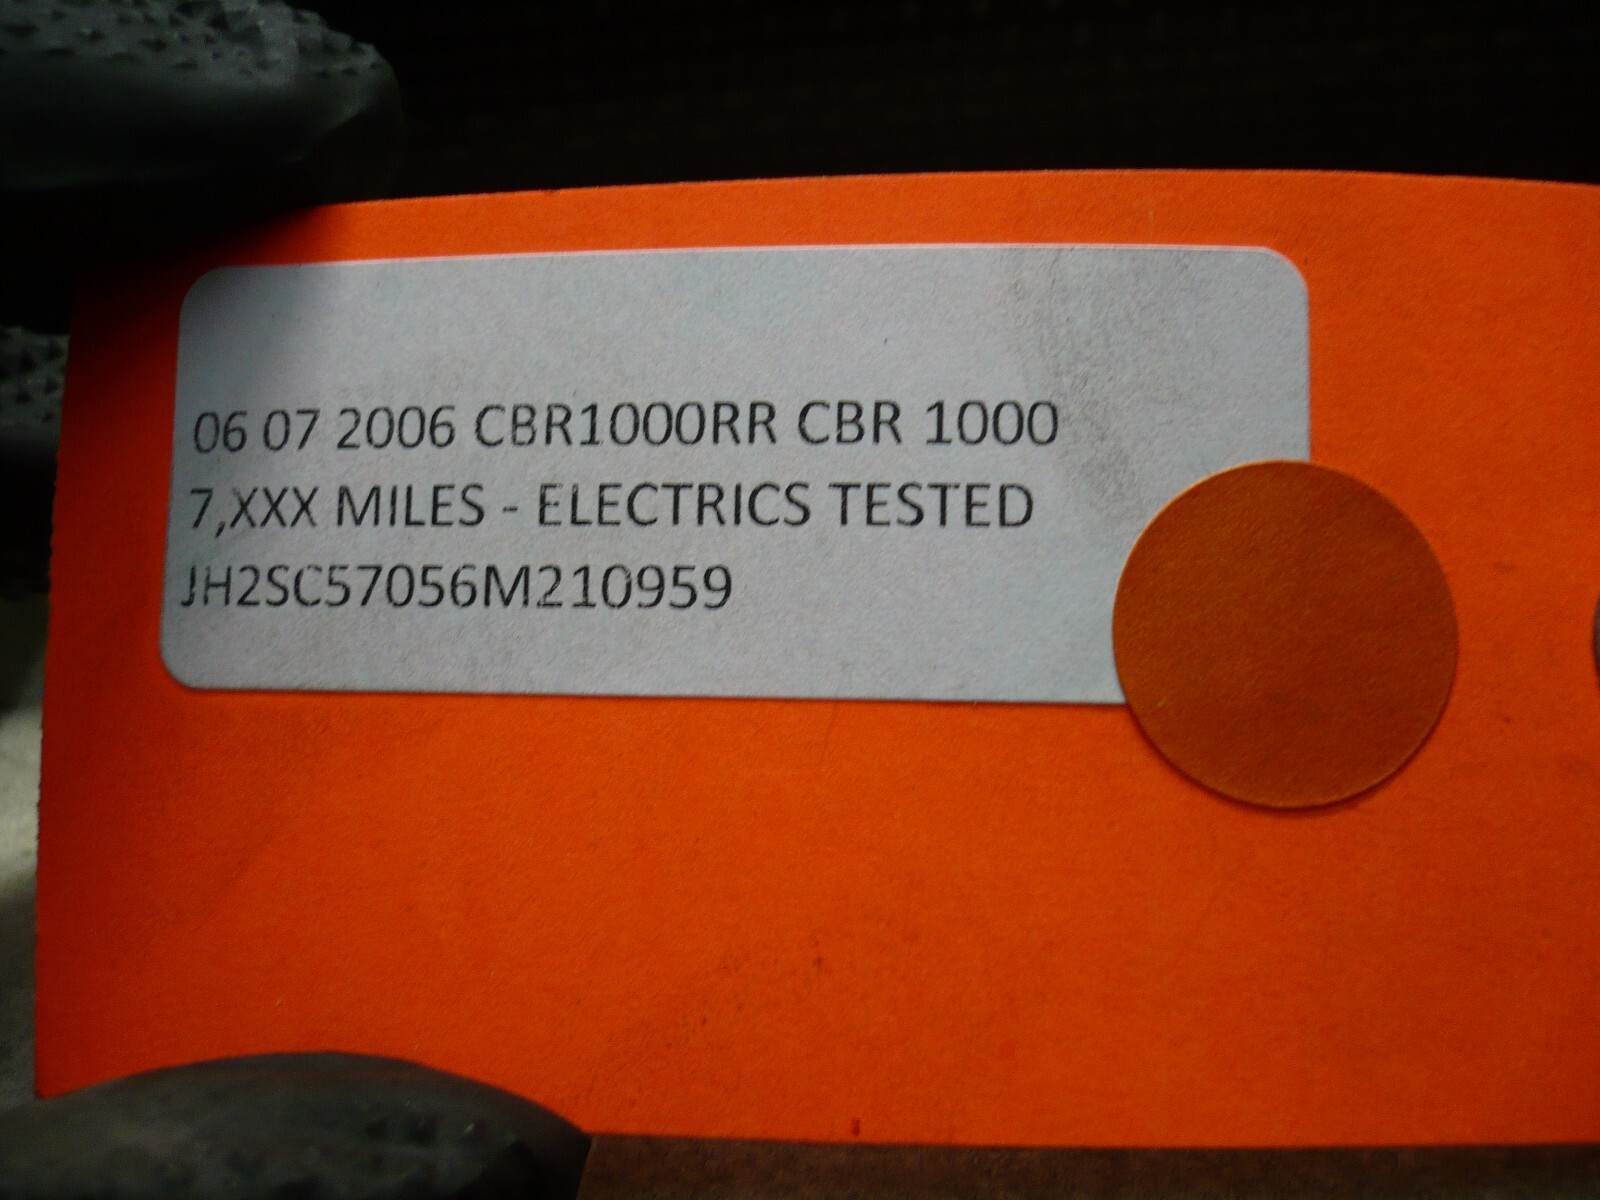 06 07 2006 CBR1000RR CBR 1000
7,XXX MILES - ELECTRICS TESTED
JH2SC57056M210959